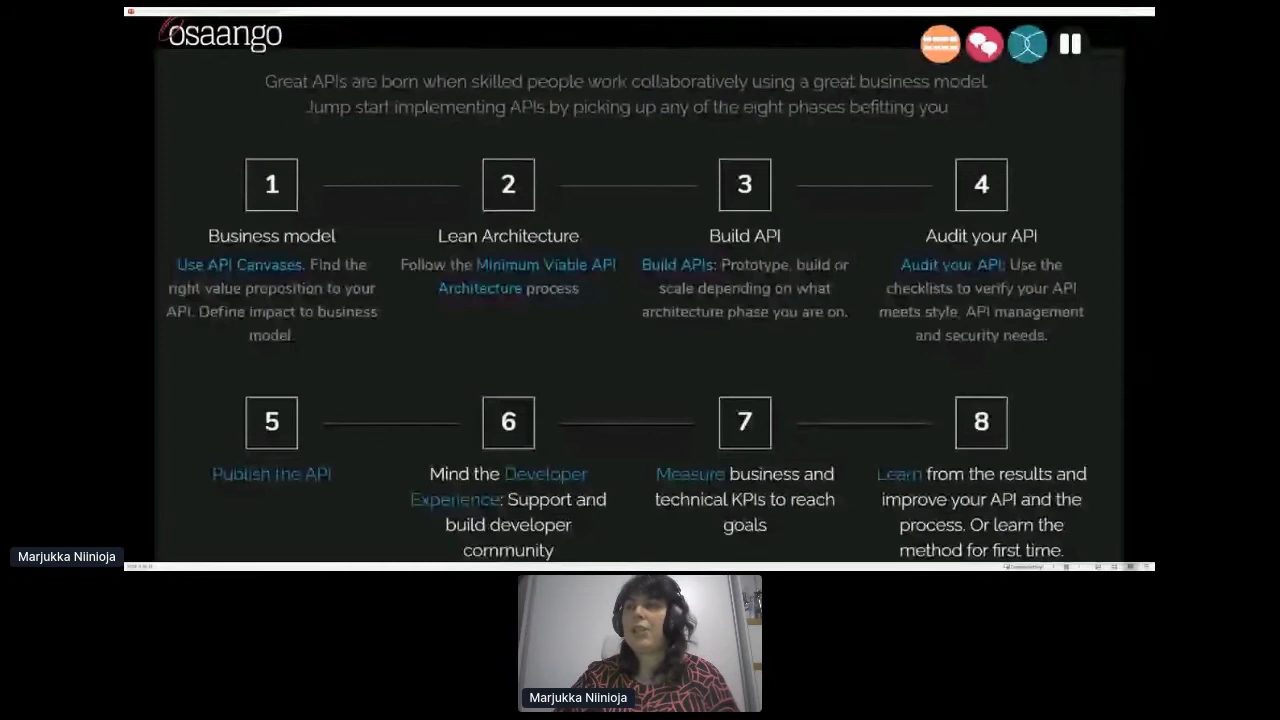 osaango
Great APIs are born when skilled people work collaboratively using a great business model.
Jump start implementing APIs by picking up any of the eight phases befitting you
1
2
3
4
Business model
Lean Architecture
Build API
Audit your API
Use API Canvases. Find the
right value proposition to your
API. Define impact to business
model.
Follow the Minimum Viable API
Architecture process
Build APIs: Prototype, build or
scale depending on what
architecture phase you are on.
Audit your API: Use the
checklists to verify your API
meets style, API management
and security needs.
5
6
7
8
Publish the API
Mind the Developer
Experience: Support and
build developer
community
Measure business and
technical KPIs to reach
goals
Learn from the results and
improve your API and the
process. Or learn the
method for first time.
Marjukka Niinioja
Marjukka Niinioja